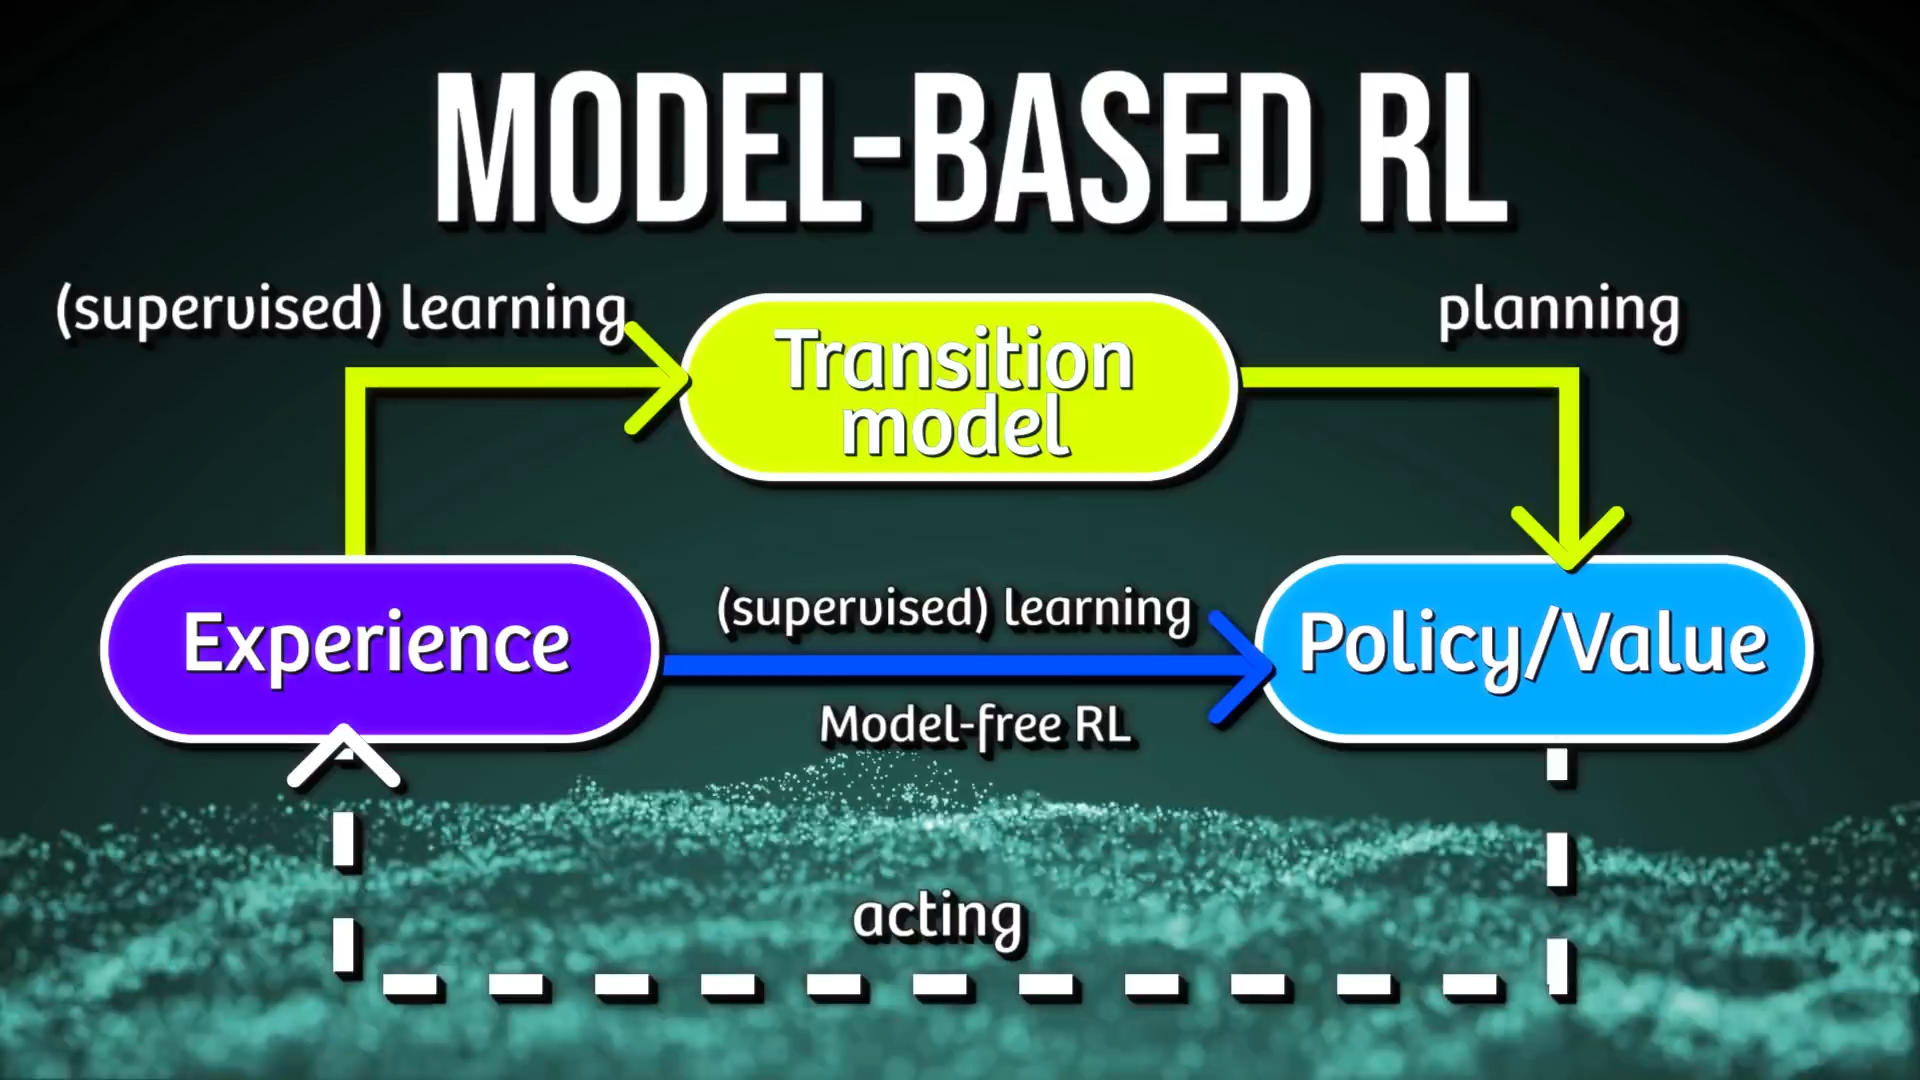 MODEL-BASED RL
(supervised) learning
planning
Transition
model
Experience
(supervised) learning
Policy/Value
Model-free RL
acting